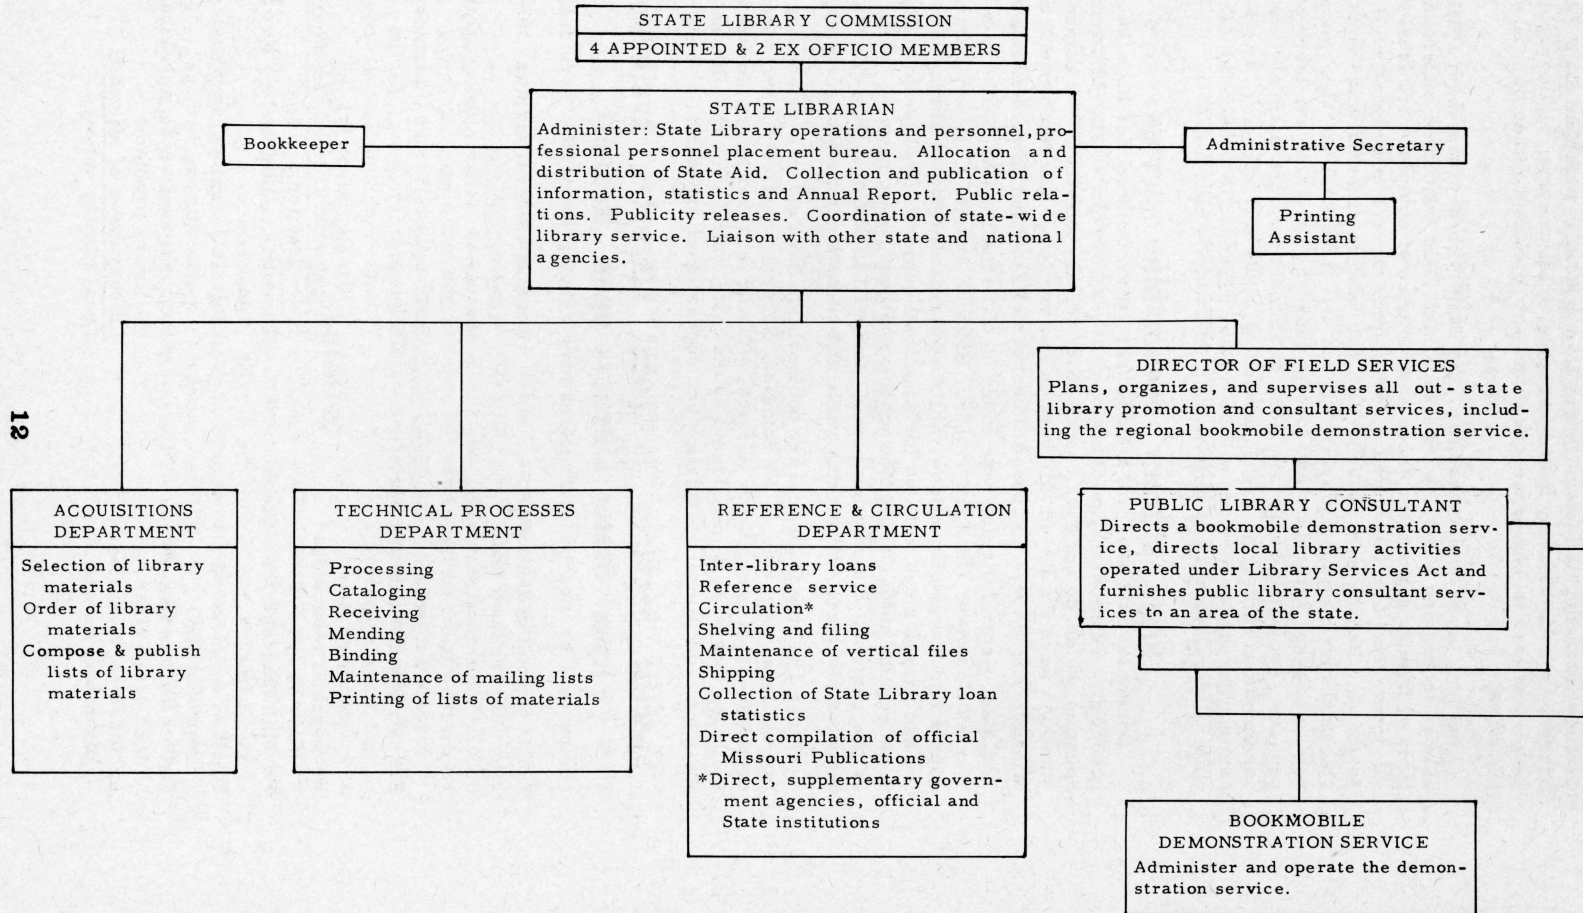 STATE LIBRARY COMMISSION
4 APPOINTED & 2 EX OFFICIO MEMBERS
STATE LIBRARIAN
Administer: State Library operations and personnel, pro-
fessional personnel placement bureau. Allocation and
distribution of State Aid. Collection and publication of
information, statistics and Annual Report. Public rela-
tions. Publicity releases. Coordination of state-wide
library service. Liaison with other state and national
agencies.
Bookkeeper
Administrative Secretary
Printing
Assistant
DIRECTOR OF FIELD SERVICES
Plans, organizes, and supervises all out-state
library promotion and consultant services, includ-
ing the regional bookmobile demonstration service.
12
ACQUISITIONS
DEPARTMENT
Selection of library
materials
Order of library
materials
Compose & publish
lists of library
materials
TECHNICAL PROCESSES
DEPARTMENT
Processing
Cataloging
Receiving
Mending
Binding
Maintenance of mailing lists
Printing of lists of materials
REFERENCE & CIRCULATION
DEPARTMENT
Inter-library loans
Reference service
Circulation*
Shelving and filing
Maintenance of vertical files
Shipping
Collection of State Library loan
statistics
Direct compilation of official
Missouri Publications
*Direct, supplementary govern-
ment agencies, official and
State institutions
PUBLIC LIBRARY CONSULTANT
Directs a bookmobile demonstration serv-
ice, directs local library activities
operated under Library Services Act and
furnishes public library consultant serv-
ices to an area of the state.
BOOKMOBILE
DEMONSTRATION SERVICE
Administer and operate the demon-
stration service.